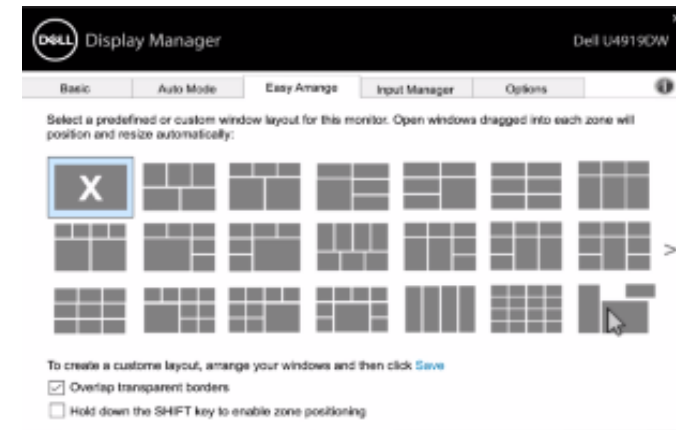 DELL Display Manager
Dell U4919DW
Basic Auto Mode Easy Arrange Input Manager Options
Select a predefined or custom window layout for this monitor. Open windows dragged into each zone will
position and resize automatically:
X
>
To create a custome layout, arrange your windows and then click Save
Overlap transparent borders
Hold down the SHIFT key to enable zone positioning